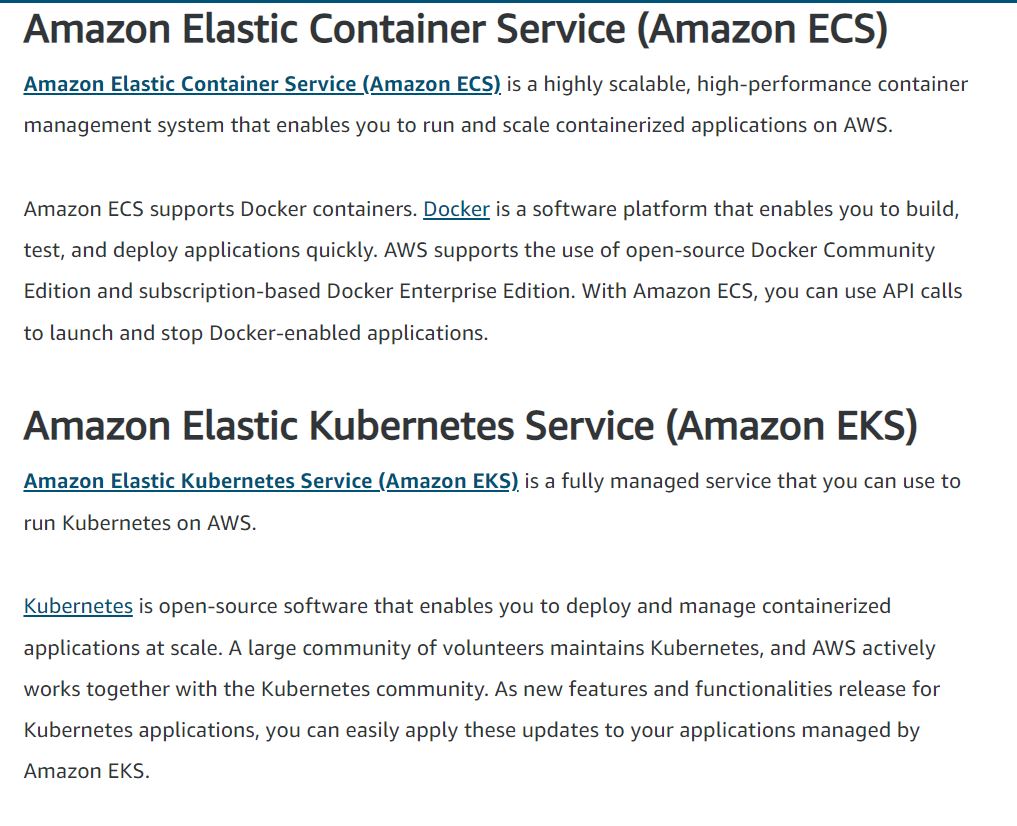 Amazon Elastic Container Service (Amazon ECS)
Amazon Elastic Container Service (Amazon ECS) is a highly scalable, high-performance container
management system that enables you to run and scale containerized applications on AWS.
Amazon ECS supports Docker containers. Docker is a software platform that enables you to build,
test, and deploy applications quickly. AWS supports the use of open-source Docker Community
Edition and subscription-based Docker Enterprise Edition. With Amazon ECS, you can use API calls
to launch and stop Docker-enabled applications.
Amazon Elastic Kubernetes Service (Amazon EKS)
Amazon Elastic Kubernetes Service (Amazon EKS) is a fully managed service that you can use to
run Kubernetes on AWS.
Kubernetes is open-source software that enables you to deploy and manage containerized
applications at scale. A large community of volunteers maintains Kubernetes, and AWS actively
works together with the Kubernetes community. As new features and functionalities release for
Kubernetes applications, you can easily apply these updates to your applications managed by
Amazon EKS.